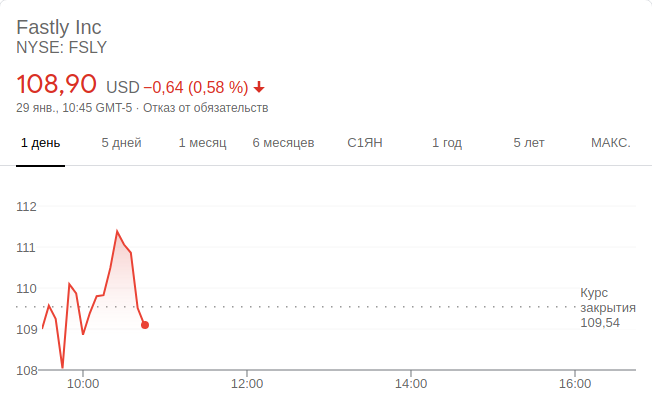 Fastly Inc
NYSE: FSLY
108,90 USD −0,64 (0,58 %)
29 янв., 10:45 GMT-5 · Отказ от обязательств
1 день 5 дней 1 месяц 6 месяцев С1ЯН 1 год 5 лет МАКС.
112
111
110
Курс
закрытия
109,54
109
108
10:00 12:00 14:00 16:00